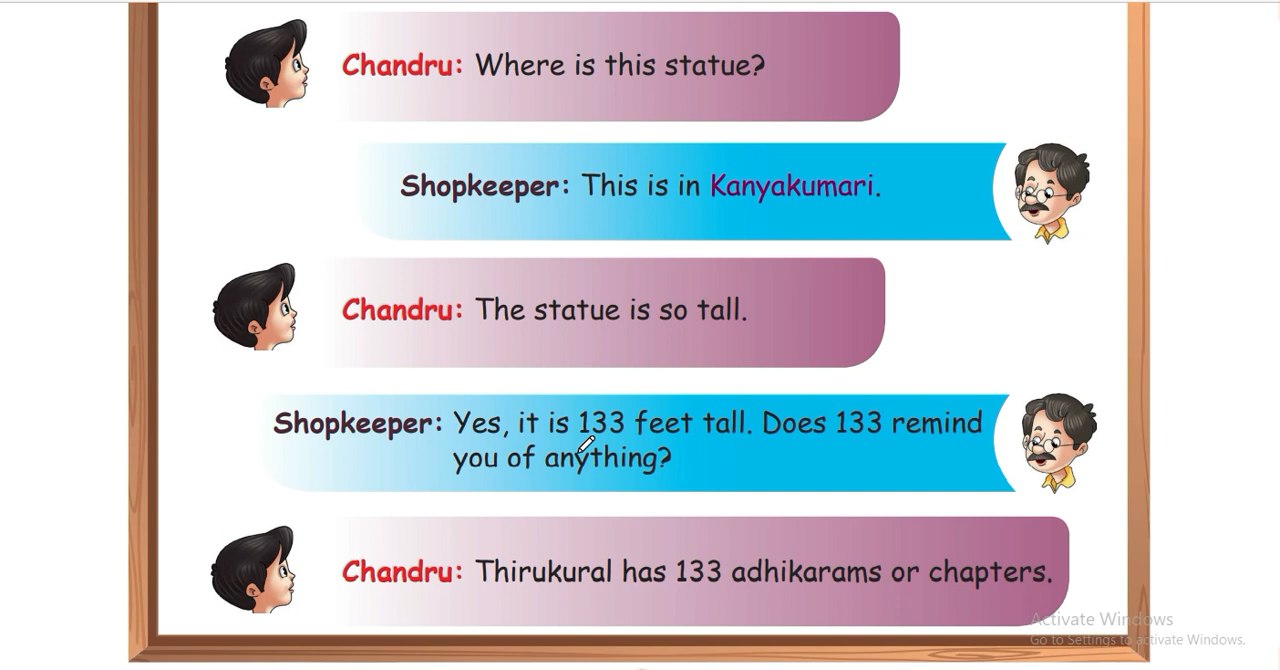 Chandru: Where is this statue?
Shopkeeper: This is in Kanyakumari.
Chandru: The statue is so tall.
Shopkeeper: Yes, it is 133 feet tall. Does 133 remind
you of anything?
Chandru: Thirukural has 133 adhikarams or chapters.
Activate Windows
Go to Settings to activate Windows.